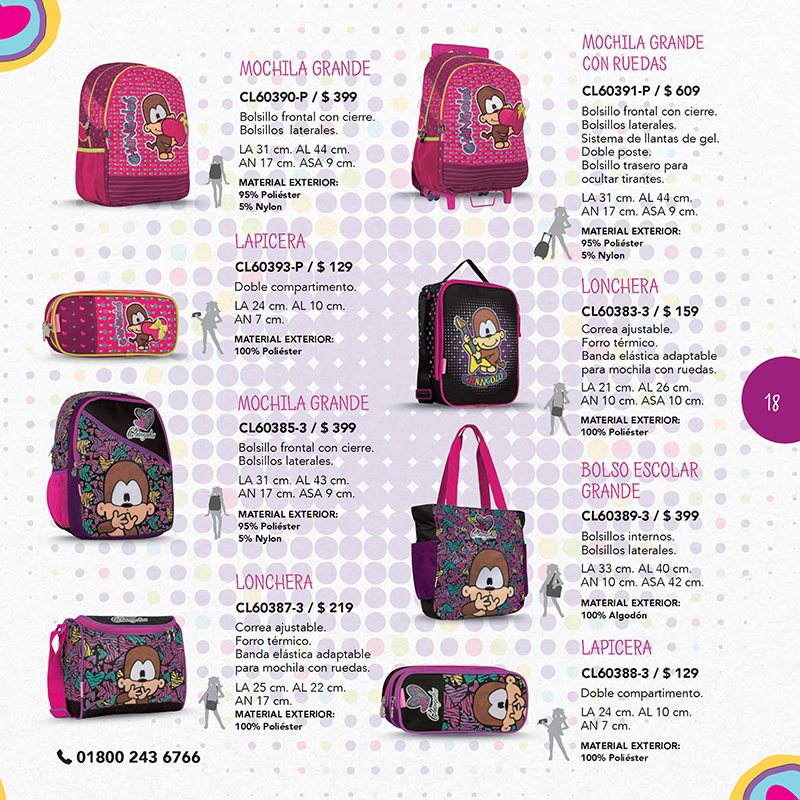 MOCHILA GRANDE
CL60390-P / $ 399
Bolsillo frontal con cierre.
Bolsillos laterales.
LA 31 cm. AL 44 cm.
AN 17 cm. ASA 9 cm.
MATERIAL EXTERIOR:
95% Poliéster
5% Nylon
LAPICERA
CL60393-P / $ 129
Doble compartimento.
LA 24 cm. AL 10 cm.
AN 7 cm.
MATERIAL EXTERIOR:
100% Poliéster
MOCHILA GRANDE
CL60385-3 / $ 399
Bolsillo frontal con cierre.
Bolsillos laterales.
LA 31 cm. AL 43 cm.
AN 17 cm. ASA 9 cm.
MATERIAL EXTERIOR:
95% Poliéster
5% Nylon
LONCHERA
CL60387-3 / $ 219
Correa ajustable.
Forro térmico.
Banda elástica adaptable
para mochila con ruedas.
LA 25 cm. AL 22 cm.
AN 17 cm.
MATERIAL EXTERIOR:
100% Poliéster
01800 243 6766
MOCHILA GRANDE
CON RUEDAS
CL60391-P / $ 609
Bolsillo frontal con cierre.
Bolsillos laterales.
Sistema de llantas de gel.
Doble poste.
Bolsillo trasero para
ocultar tirantes.
LA 31 cm. AL 44 cm.
AN 17 cm. ASA 9 cm.
MATERIAL EXTERIOR:
95% Poliéster
5% Nylon
LONCHERA
CL60383-3 / $ 159
Correa ajustable.
Forro térmico.
Banda elástica adaptable
para mochila con ruedas.
LA 21 cm. AL 26 cm.
AN 10 cm. ASA 10 cm.
MATERIAL EXTERIOR:
100% Poliéster
18
BOLSO ESCOLAR
GRANDE
CL60389-3 / $ 399
Bolsillos internos.
Bolsillos laterales.
LA 33 cm. AL 40 cm.
AN 10 cm. ASA 42 cm.
MATERIAL EXTERIOR:
100% Algodón
LAPICERA
CL60388-3 / $ 129
Doble compartimento.
LA 24 cm. AL 10 cm.
AN 7 cm.
MATERIAL EXTERIOR:
100% Poliéster